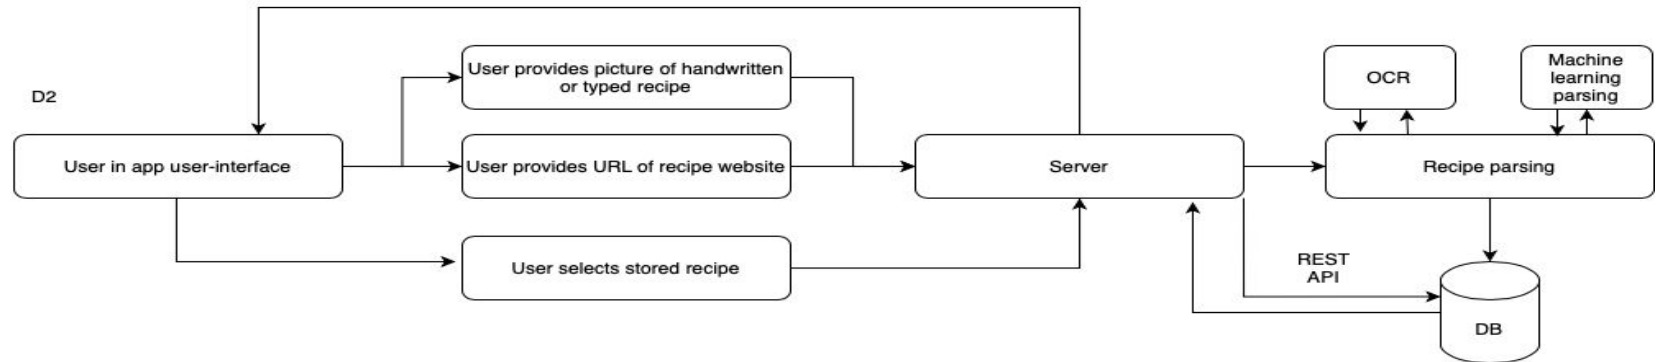 D2
User in app user-interface
User provides picture of handwritten
or typed recipe
User provides URL of recipe website
User selects stored recipe
Server
OCR
Machine
learning
parsing
Recipe parsing
REST
API
DB